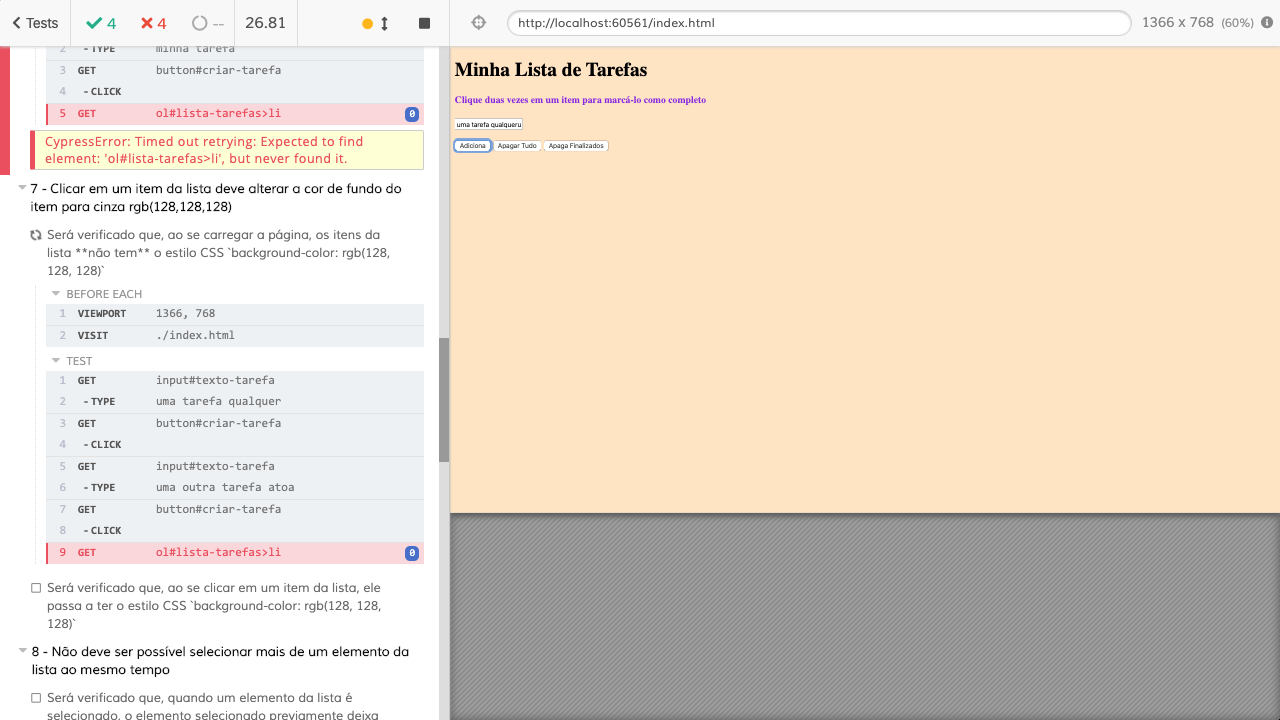 Tests 4 4 -- 26.81 http://localhost:60561/index.html 1366 x 768 (60%)
2 -TYPE minha tarefa
3 GET button#criar-tarefa
4 -CLICK
5 GET ol#lista-tarefas>li 0
CypressError: Timed out retrying: Expected to find
element: 'ol#lista-tarefas>li', but never found it.
7 - Clicar em um item da lista deve alterar a cor de fundo do
item para cinza rgb(128,128,128)
Será verificado que, ao se carregar a página, os itens da
lista **não tem** o estilo CSS `background-color: rgb(128,
128, 128)`
BEFORE EACH
1 VIEWPORT 1366, 768
2 VISIT ./index.html
TEST
1 GET input#texto-tarefa
2 -TYPE uma tarefa qualquer
3 GET button#criar-tarefa
4 -CLICK
5 GET input#texto-tarefa
6 -TYPE uma outra tarefa atoa
7 GET button#criar-tarefa
8 -CLICK
9 GET ol#lista-tarefas>li 0
Será verificado que, ao se clicar em um item da lista, ele
passa a ter o estilo CSS `background-color: rgb(128, 128,
128)`
8 - Não deve ser possível selecionar mais de um elemento da
lista ao mesmo tempo
Será verificado que, quando um elemento da lista é
selecionado, o elemento selecionado previamente deixa
Minha Lista de Tarefas
Clique duas vezes em um item para marcá-lo como completo
uma tarefa qualqueru
Adiciona Apagar Tudo Apaga Finalizados